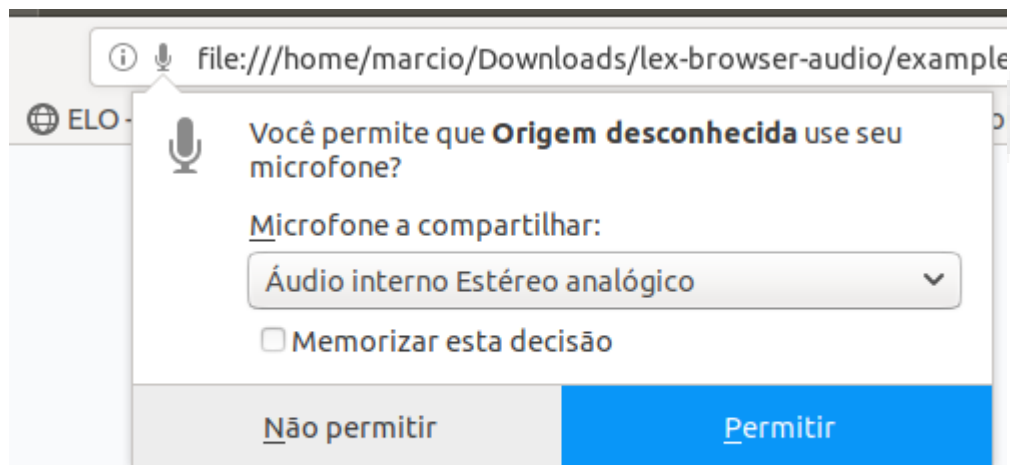 file:///home/marcio/Downloads/lex-browser-audio/example
ELO -
Você permite que Origem desconhecida use seu
microfone?
Microfone a compartilhar:
Áudio interno Estéreo analógico
Memorizar esta decisão
Não permitir
Permitir